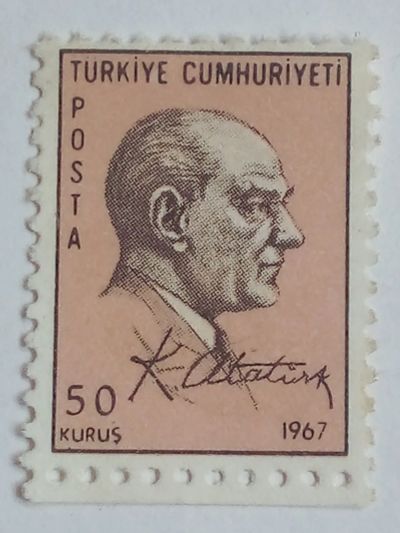 TÜRKİYE CUMHURİYETİ
POSTA
K. Atatürk
50
KURUŞ
1967